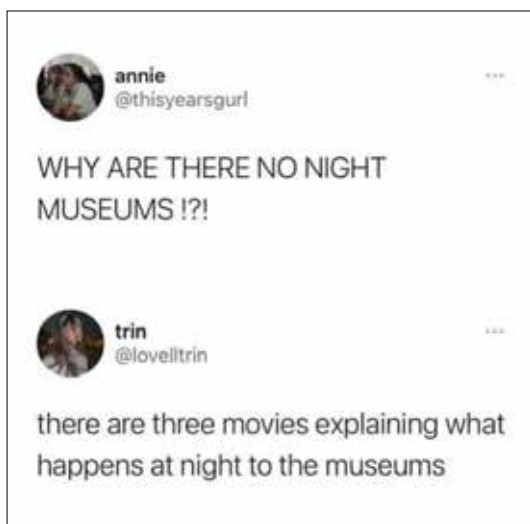 annie
@thisyearsgurl
WHY ARE THERE NO NIGHT
MUSEUMS !?!
trin
@lovelltrin
there are three movies explaining what
happens at night to the museums